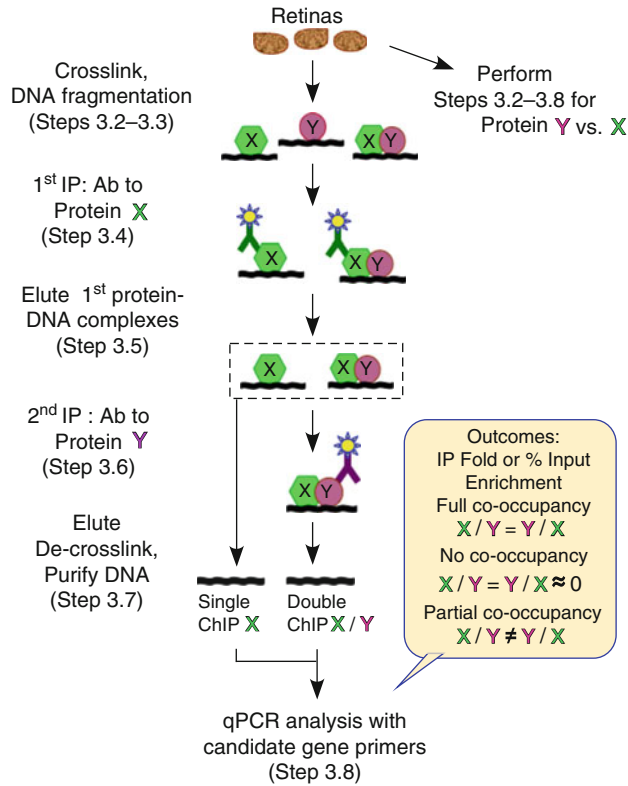 Retinas
Crosslink,
DNA fragmentation
(Steps 3.2–3.3)
Perform
Steps 3.2–3.8 for
Protein Y vs. X
X
Y
X Y
1st IP: Ab to
Protein X
(Step 3.4)
X
X Y
Elute 1st protein-
DNA complexes
(Step 3.5)
X
X Y
2nd IP : Ab to
Protein Y
(Step 3.6)
X Y
Elute
De-crosslink,
Purify DNA
(Step 3.7)
Single
ChIP X
Double
ChIP X / Y
Outcomes:
IP Fold or % Input
Enrichment
Full co-occupancy
X / Y = Y / X
No co-occupancy
X / Y = Y / X ≈ 0
Partial co-occupancy
X / Y ≠ Y / X
qPCR analysis with
candidate gene primers
(Step 3.8)